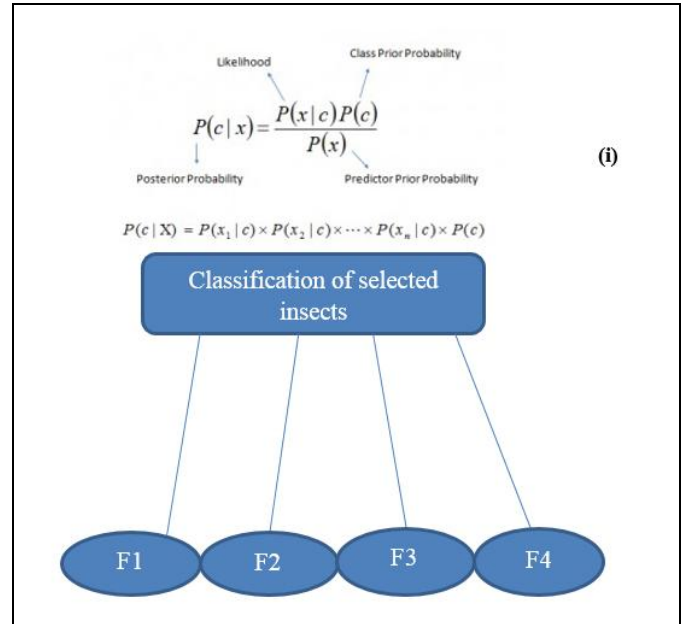 Likelihood
Class Prior Probability
P(c | x) = P(x | c)P(c) / P(x)
(i)
Posterior Probability
Predictor Prior Probability
P(c | X) = P(x₁ | c) × P(x₂ | c) × ⋯ × P(xₙ | c) × P(c)
Classification of selected
insects
F1 F2 F3 F4